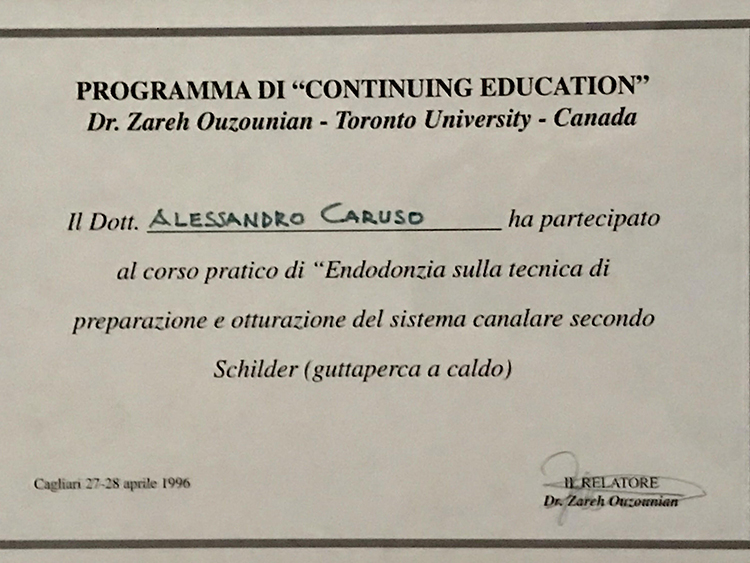 PROGRAMMA DI “CONTINUING EDUCATION”
Dr. Zareh Ouzounian - Toronto University - Canada
Il Dott. ALESSANDRO CARUSO ha partecipato
al corso pratico di “Endodonzia sulla tecnica di
preparazione e otturazione del sistema canalare secondo
Schilder (guttaperca a caldo)
Cagliari 27-28 aprile 1996
IL RELATORE
Dr. Zareh Ouzounian